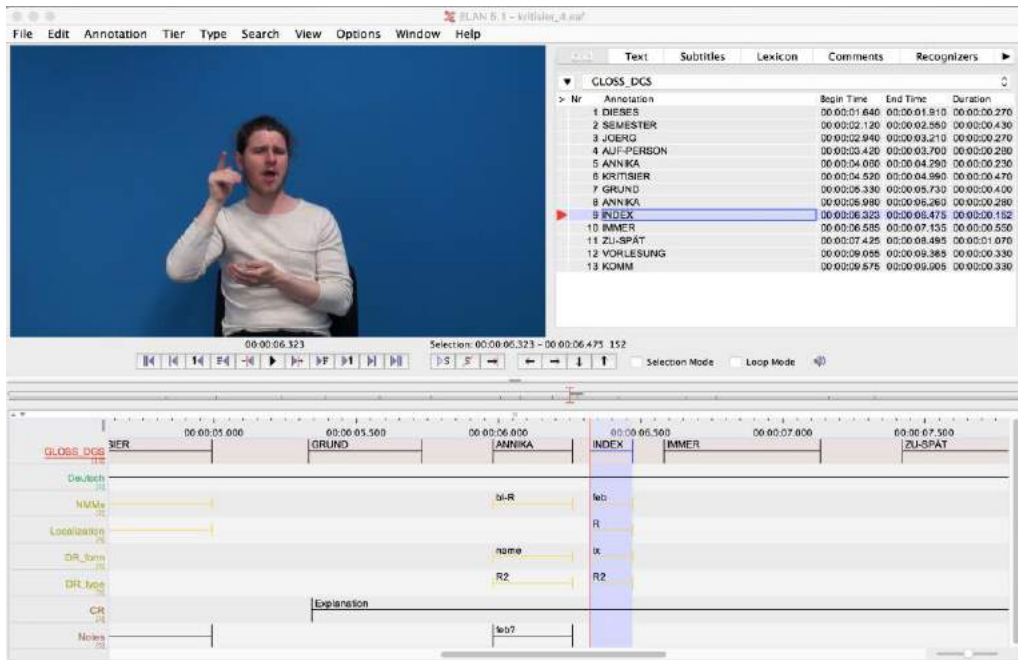 ELAN 6.1 - kritisier_4.eaf
File Edit Annotation Tier Type Search View Options Window Help
Text Subtitles Lexicon Comments Recognizers
GLOSS_DGS
> Nr Annotation Begin Time End Time Duration
1 DIESES 00:00:01.640 00:00:01.910 00:00:00.270
2 SEMESTER 00:00:02.120 00:00:02.550 00:00:00.430
3 JOERG 00:00:02.940 00:00:03.210 00:00:00.270
4 AUF-PERSON 00:00:03.420 00:00:03.700 00:00:00.280
5 ANNIKA 00:00:04.060 00:00:04.290 00:00:00.230
6 KRITISIER 00:00:04.520 00:00:04.990 00:00:00.470
7 GRUND 00:00:05.330 00:00:05.730 00:00:00.400
8 ANNIKA 00:00:05.980 00:00:06.260 00:00:00.280
9 INDEX 00:00:06.323 00:00:06.475 00:00:00.152
10 IMMER 00:00:06.585 00:00:07.135 00:00:00.550
11 ZU-SPÄT 00:00:07.425 00:00:08.495 00:00:01.070
12 VORLESUNG 00:00:09.055 00:00:09.385 00:00:00.330
13 KOMM 00:00:09.575 00:00:09.905 00:00:00.330
00:00:06.323 Selection: 00:00:06.323 - 00:00:06.475 152
Selection Mode Loop Mode
00:00:05.000 00:00:05.500 00:00:06.000 00:00:06.500 00:00:07.000 00:00:07.500
GLOSS_DGS SIER GRUND ANNIKA INDEX IMMER ZU-SPÄT
Deutsch
NMMs bl-R feb
Localization R
DR_form name ix
DR_type R2 R2
CR Explanation
Notes feb?